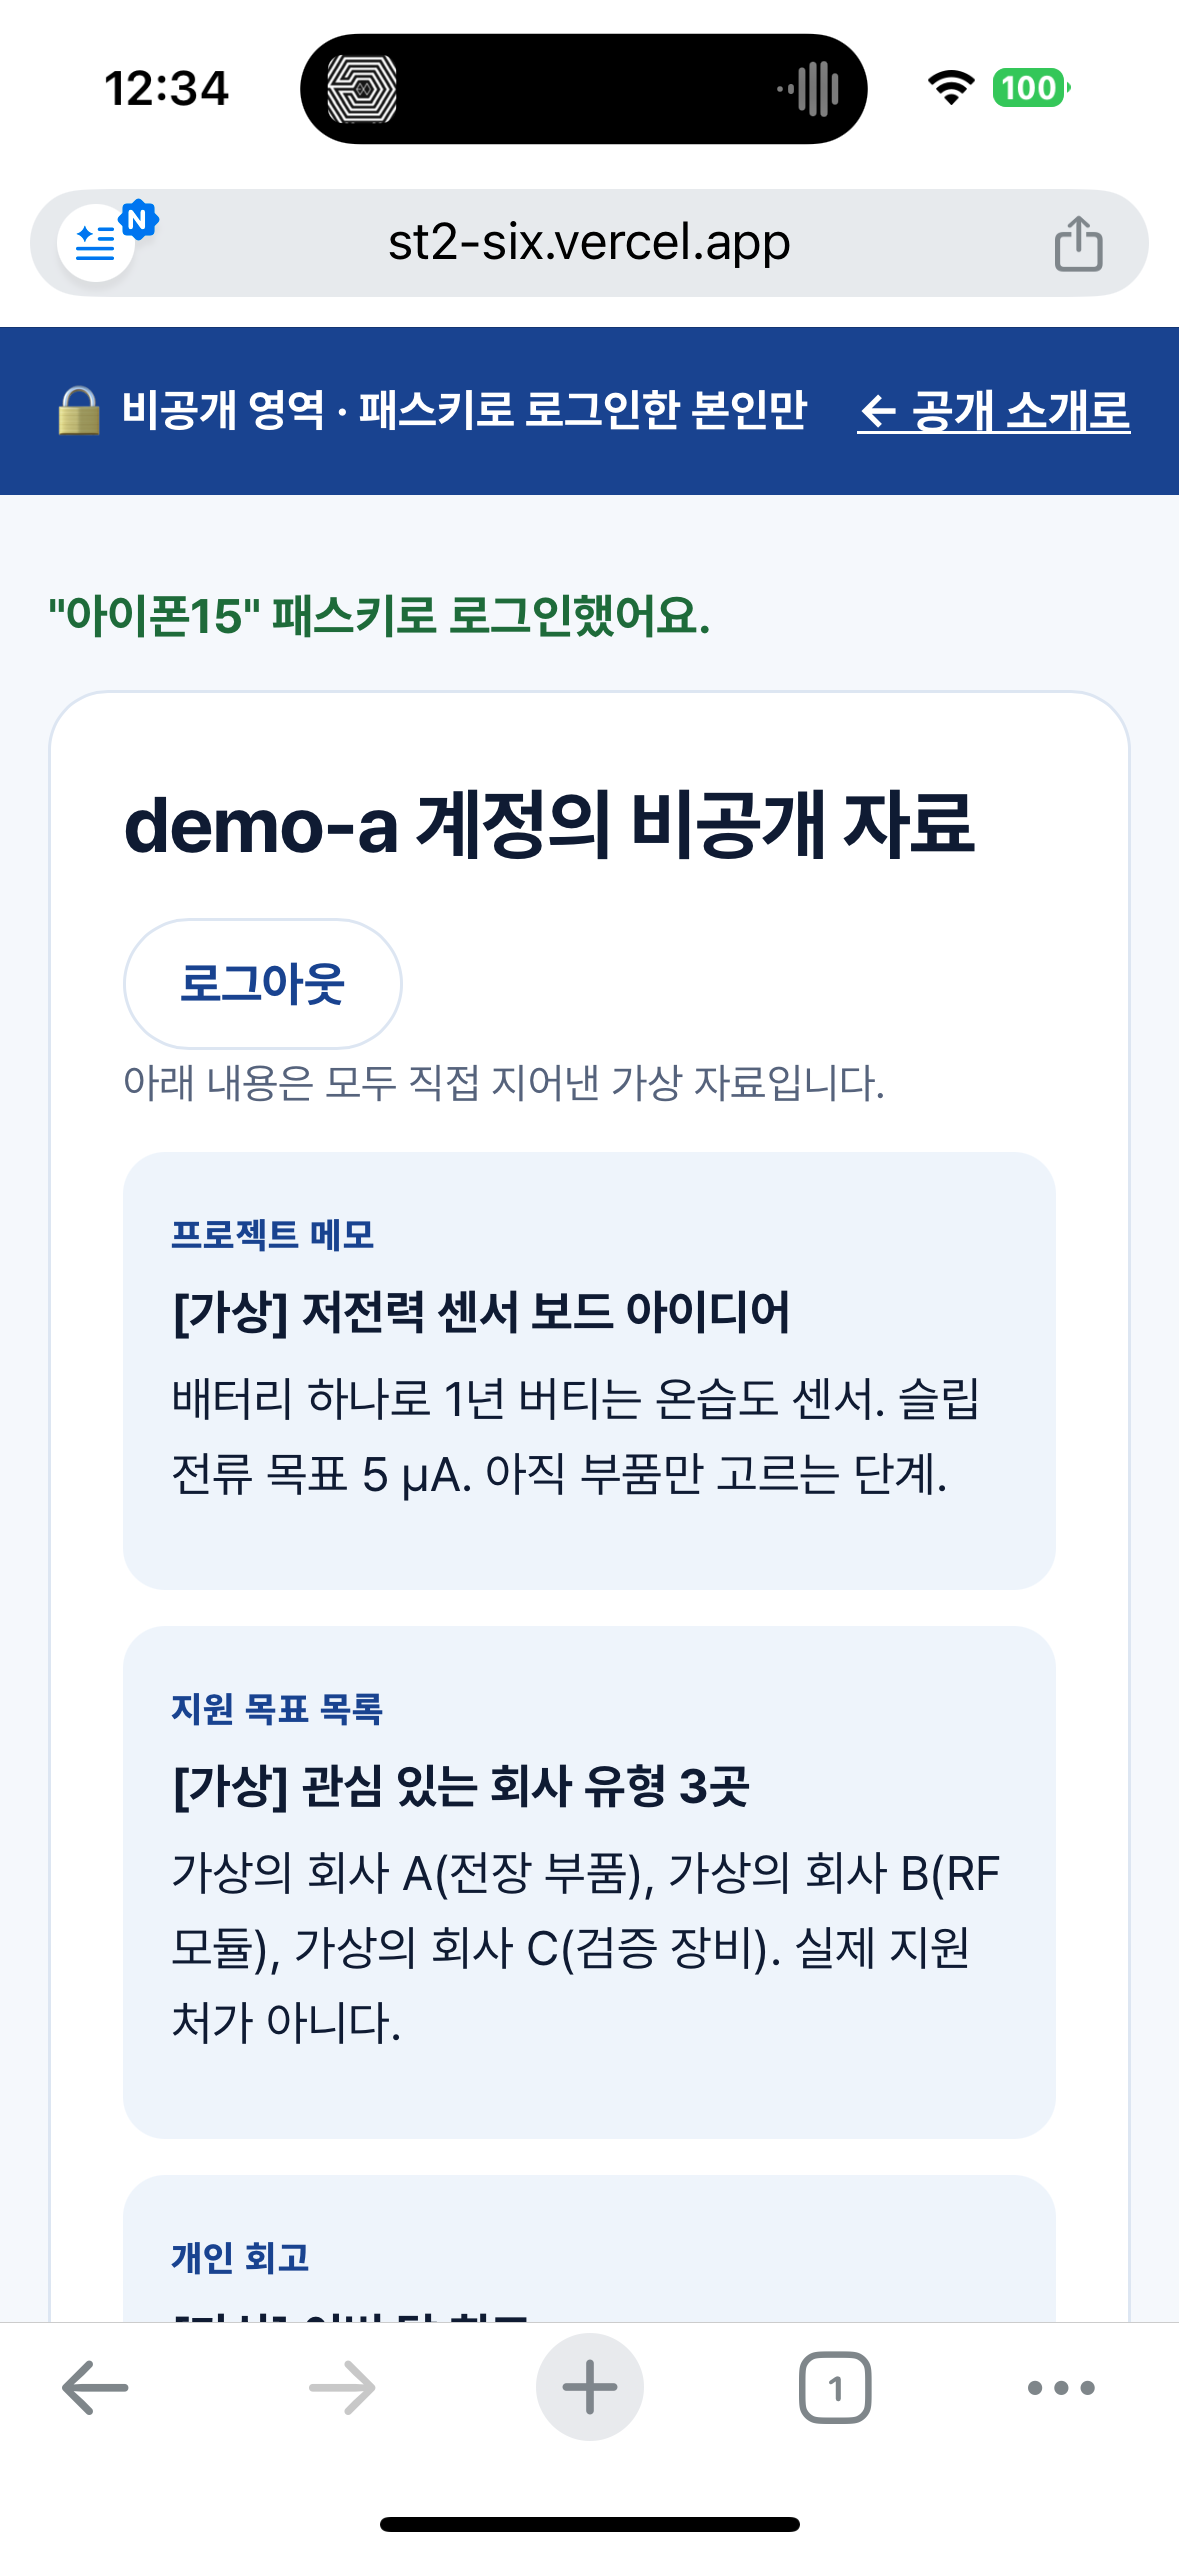 12:34
100
N
st2-six.vercel.app
🔒 비공개 영역 · 패스키로 로그인한 본인만
← 공개 소개로
"아이폰15" 패스키로 로그인했어요.
demo-a 계정의 비공개 자료
로그아웃
아래 내용은 모두 직접 지어낸 가상 자료입니다.
프로젝트 메모
[가상] 저전력 센서 보드 아이디어
배터리 하나로 1년 버티는 온습도 센서. 슬립
전류 목표 5 µA. 아직 부품만 고르는 단계.
지원 목표 목록
[가상] 관심 있는 회사 유형 3곳
가상의 회사 A(전장 부품), 가상의 회사 B(RF
모듈), 가상의 회사 C(검증 장비). 실제 지원
처가 아니다.
개인 회고
1